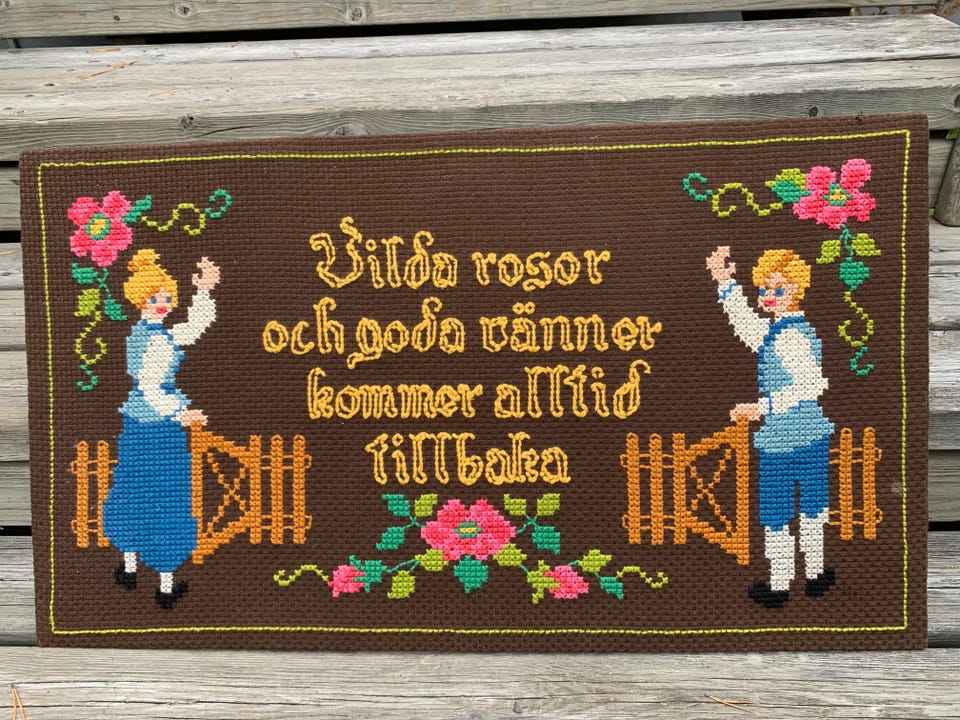 Vilda rosor
och goda vänner
kommer alltid
tillbaka